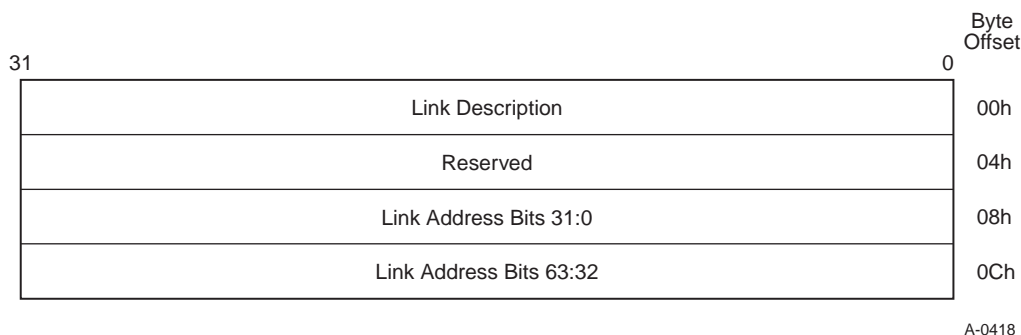 Byte
Offset
31 0
Link Description 00h
Reserved 04h
Link Address Bits 31:0 08h
Link Address Bits 63:32 0Ch
A-0418